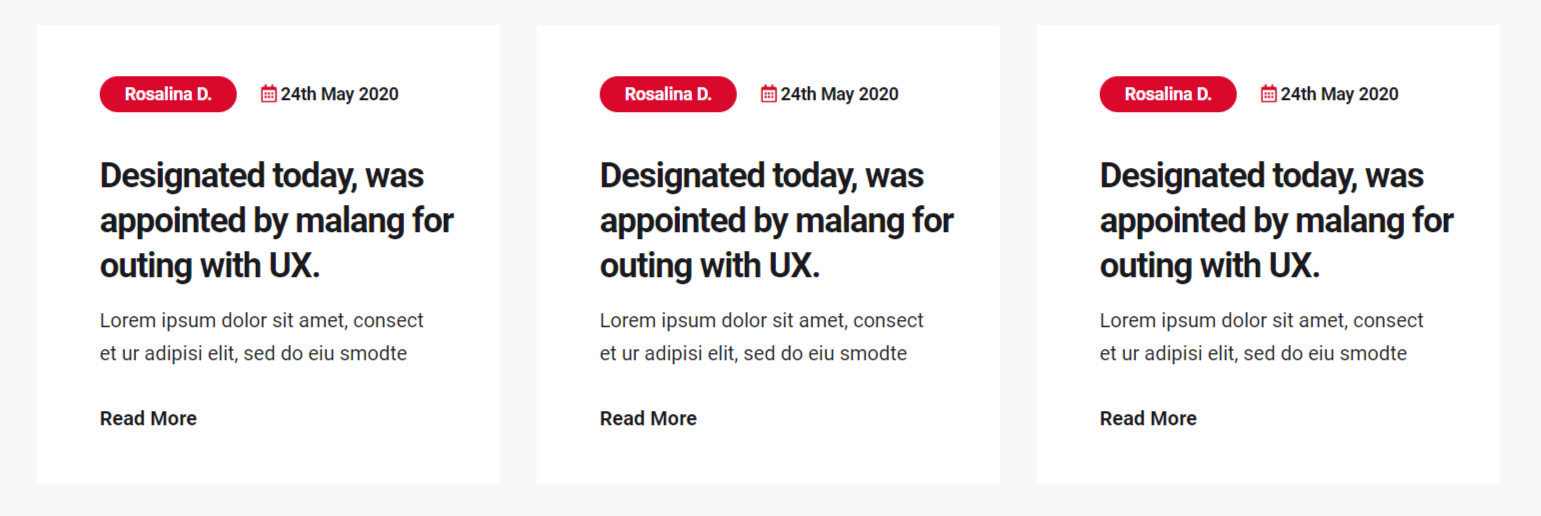 Rosalina D. 24th May 2020
Designated today, was
appointed by malang for
outing with UX.
Lorem ipsum dolor sit amet, consect
et ur adipisi elit, sed do eiu smodte
Read More
Rosalina D. 24th May 2020
Designated today, was
appointed by malang for
outing with UX.
Lorem ipsum dolor sit amet, consect
et ur adipisi elit, sed do eiu smodte
Read More
Rosalina D. 24th May 2020
Designated today, was
appointed by malang for
outing with UX.
Lorem ipsum dolor sit amet, consect
et ur adipisi elit, sed do eiu smodte
Read More